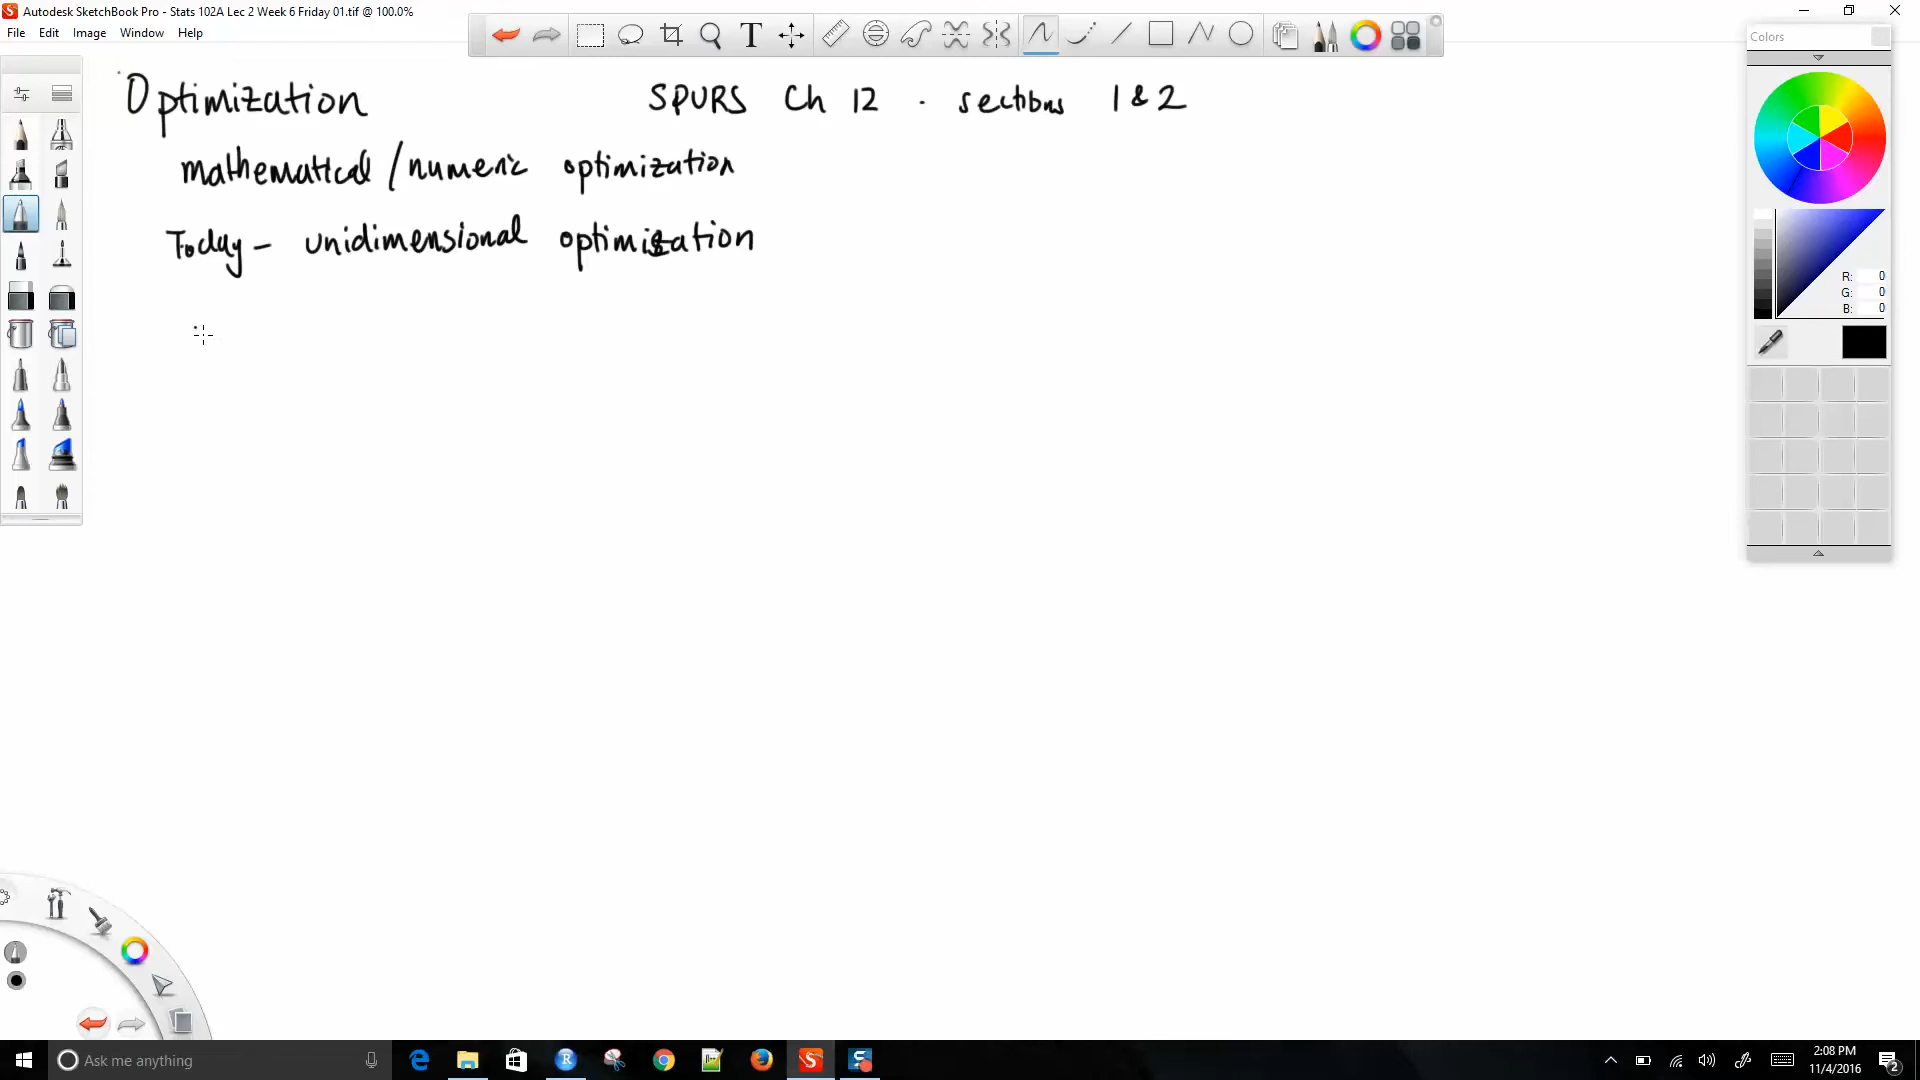 Autodesk SketchBook Pro - Stats 102A Lec 2 Week 6 Friday 01.tif @ 100.0%
File Edit Image Window Help
Colors
Optimization SPURS Ch 12 . sections 1 & 2
mathematical / numeric optimization
Today - unidimensional optimization
R: 0
G: 0
B: 0
Ask me anything
2:08 PM
11/4/2016
2